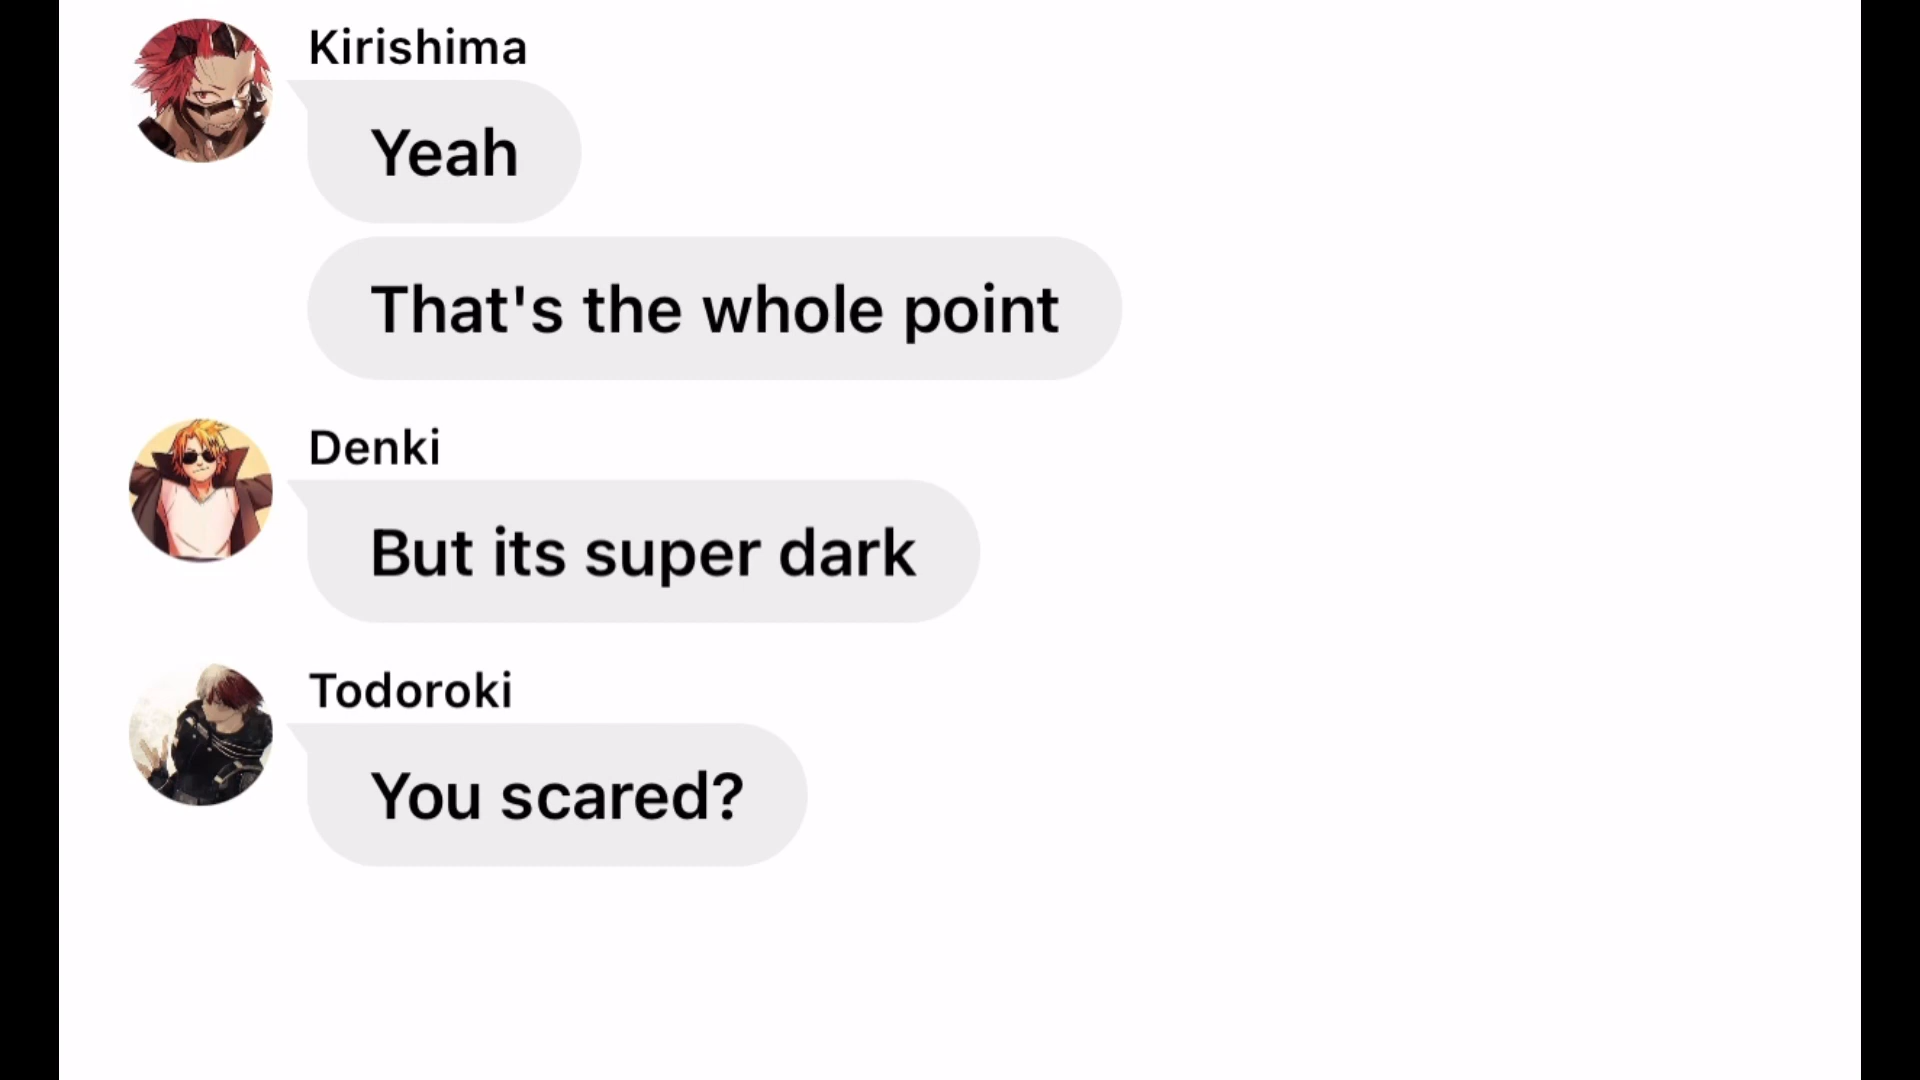 Kirishima
Yeah
That's the whole point
Denki
But its super dark
Todoroki
You scared?